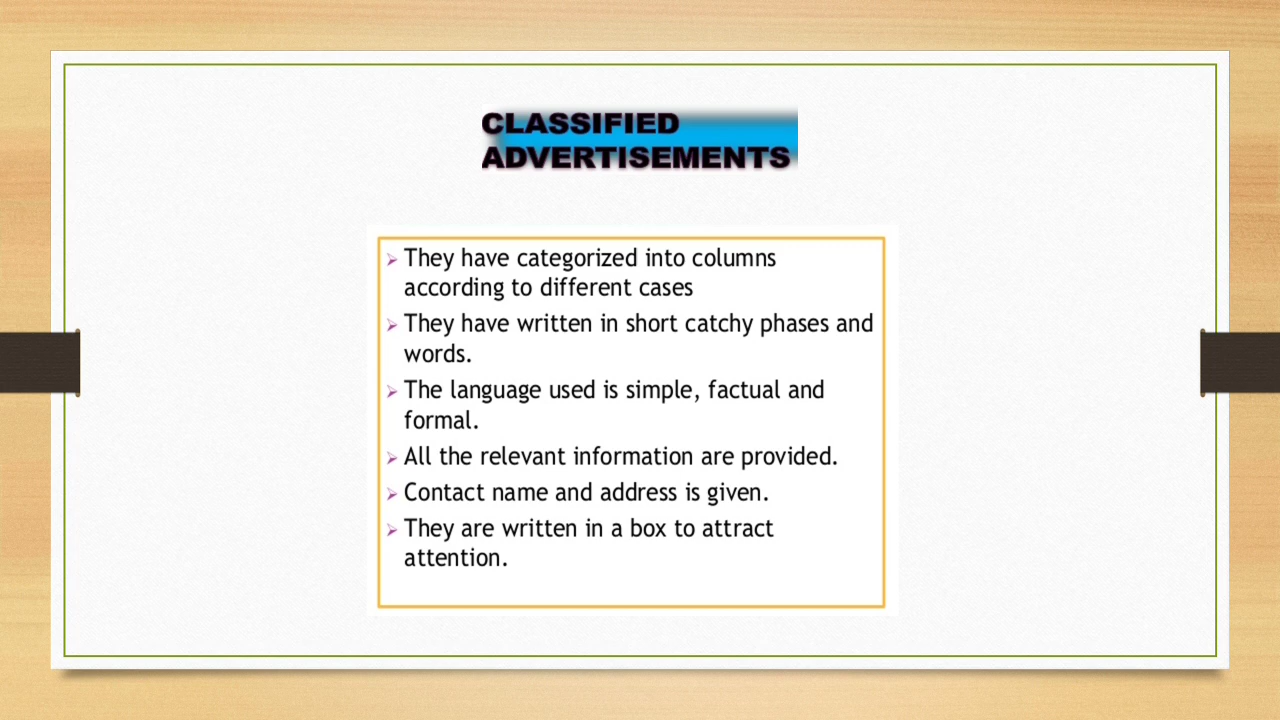 CLASSIFIED
ADVERTISEMENTS
➢ They have categorized into columns
according to different cases
➢ They have written in short catchy phases and
words.
➢ The language used is simple, factual and
formal.
➢ All the relevant information are provided.
➢ Contact name and address is given.
➢ They are written in a box to attract
attention.